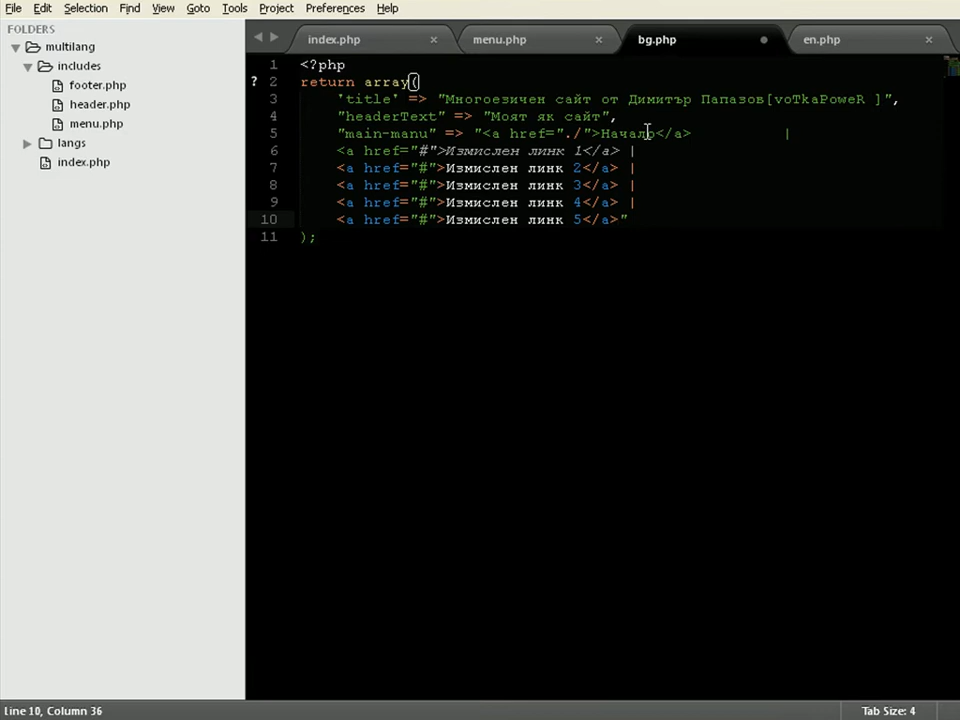 File Edit Selection View Goto Tools Project Preferences Help
FOLDERS
multilang
includes
footer.php
header.php
menu.php
langs
index.php
index.php × menu.php × bg.php en.php ×
1 <?php
? 2 return array(
3 'title' => "Многоезичен сайт от Димитър Папазов[voTkaPoweR ]",
4 "headerText" => "Моят як сайт",
5 "main-manu" => "<a href="./">Начало</a> |
6 <a href="#">Измислен линк 1</a> |
7 <a href="#">Измислен линк 2</a> |
8 <a href="#">Измислен линк 3</a> |
9 <a href="#">Измислен линк 4</a> |
10 <a href="#">Измислен линк 5</a>"
11 );
Line 10, Column 36 Tab Size: 4